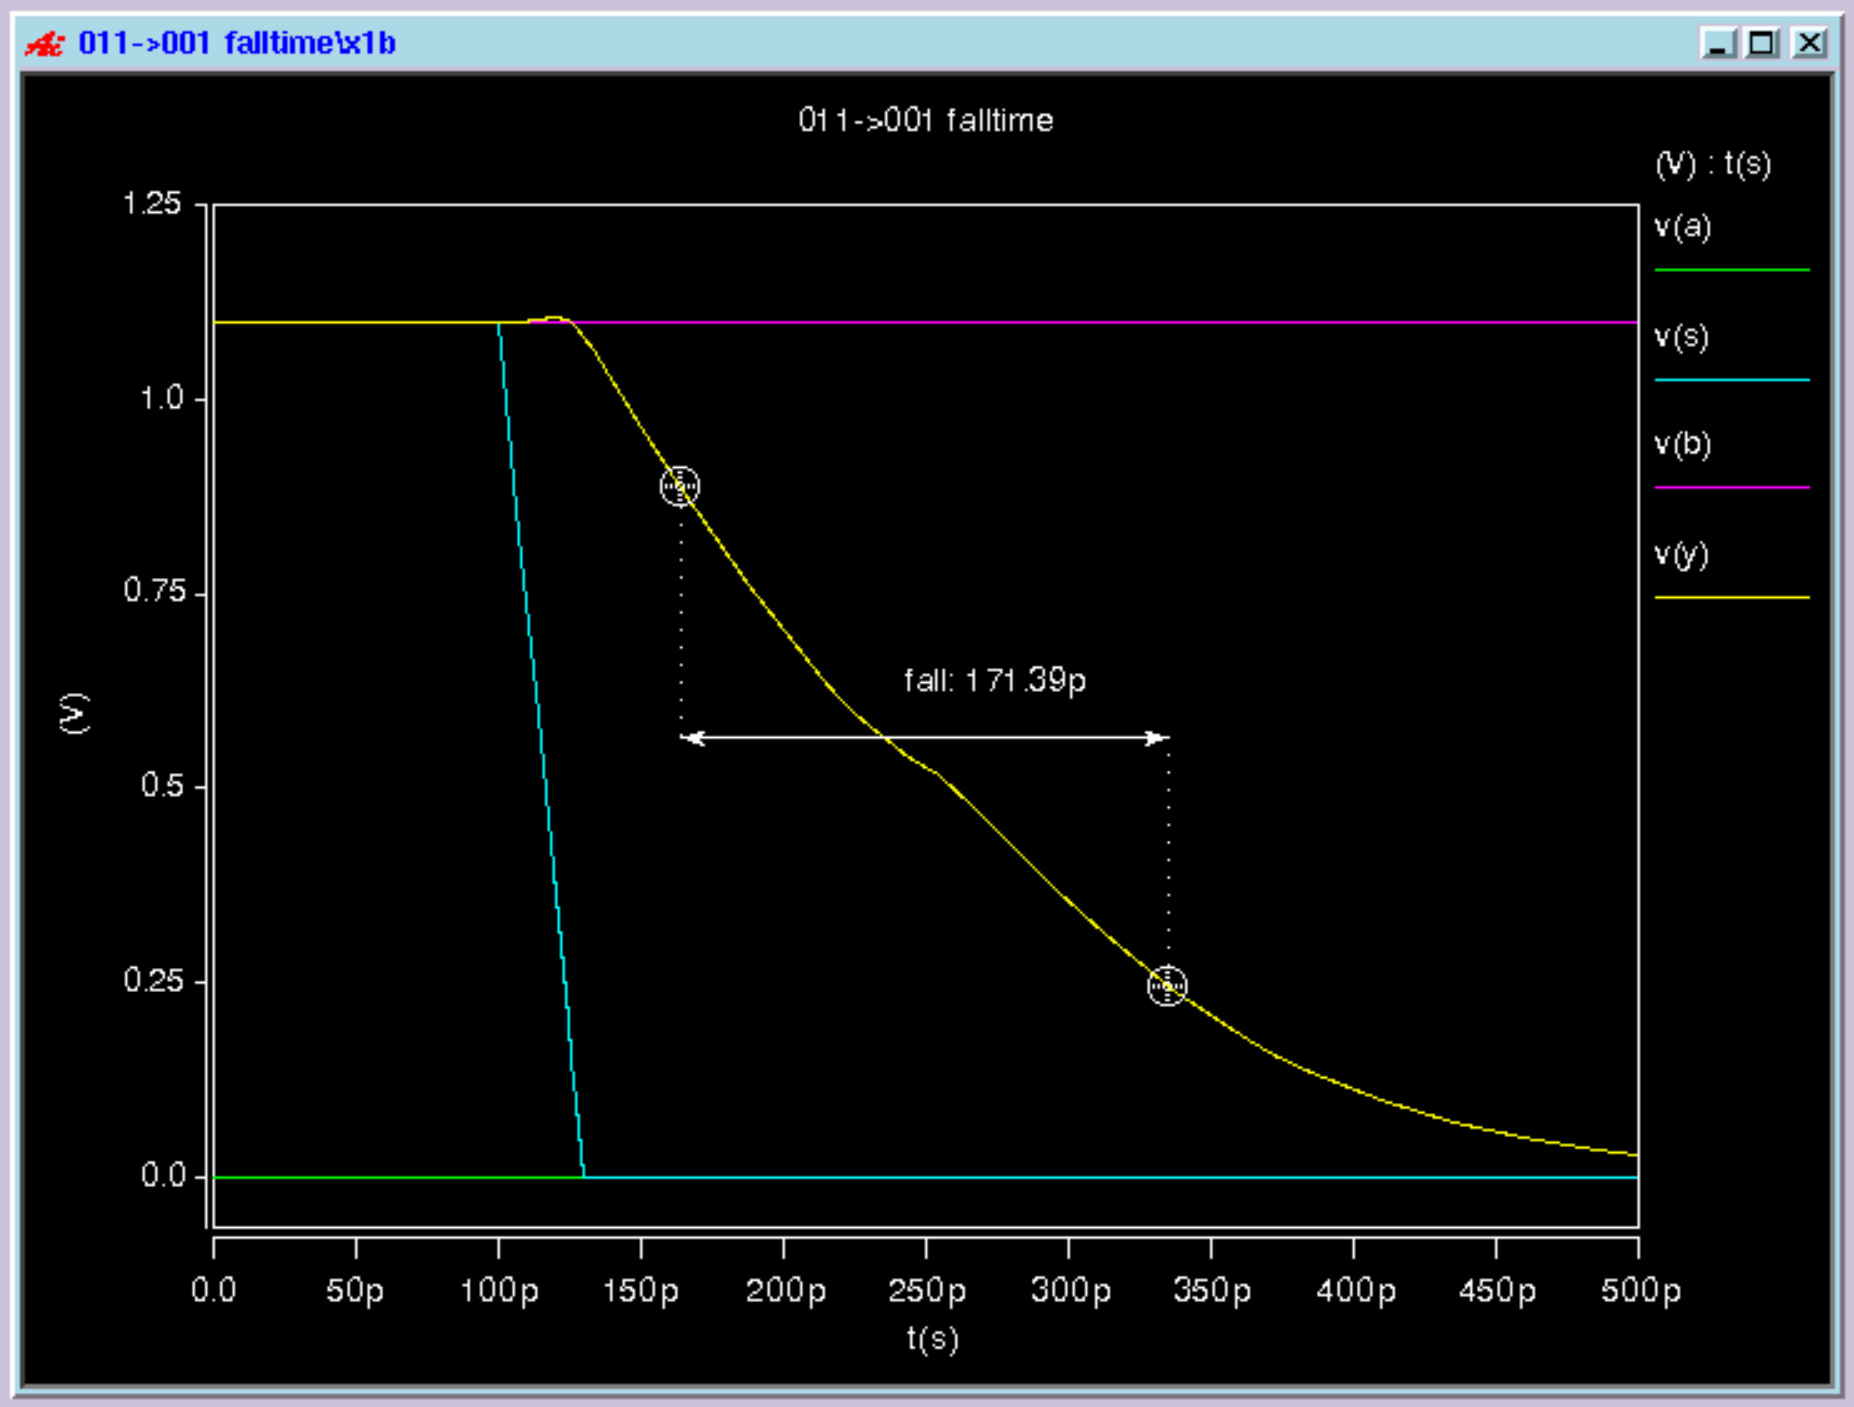 011->001 falltime\x1b
011->001 falltime
(V) : t(s)
v(a)
v(s)
v(b)
v(y)
1.25
1.0
0.75
0.5
0.25
0.0
(V)
fall: 171.39p
0.0 50p 100p 150p 200p 250p 300p 350p 400p 450p 500p
t(s)